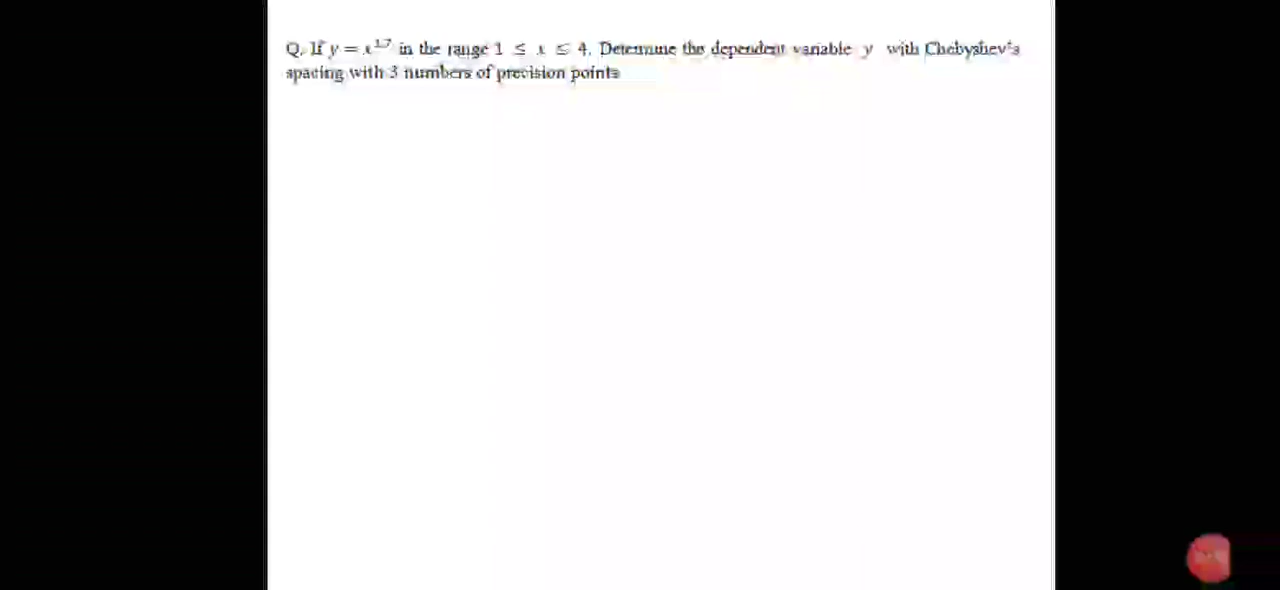 Q. If y = x^1.7 in the range 1 ≤ x ≤ 4. Determine the dependent variable y with Chebyshev's
spacing with 3 numbers of precision points